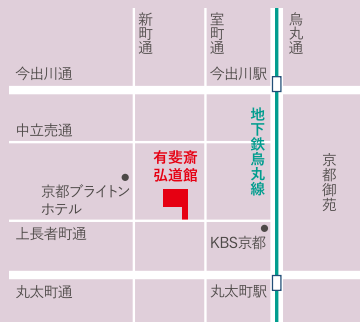 新町通
室町通
烏丸通
今出川通
今出川駅
地下鉄烏丸線
中立売通
有斐斎
弘道館
京都御苑
京都ブライトン
ホテル
上長者町通
KBS京都
丸太町通
丸太町駅